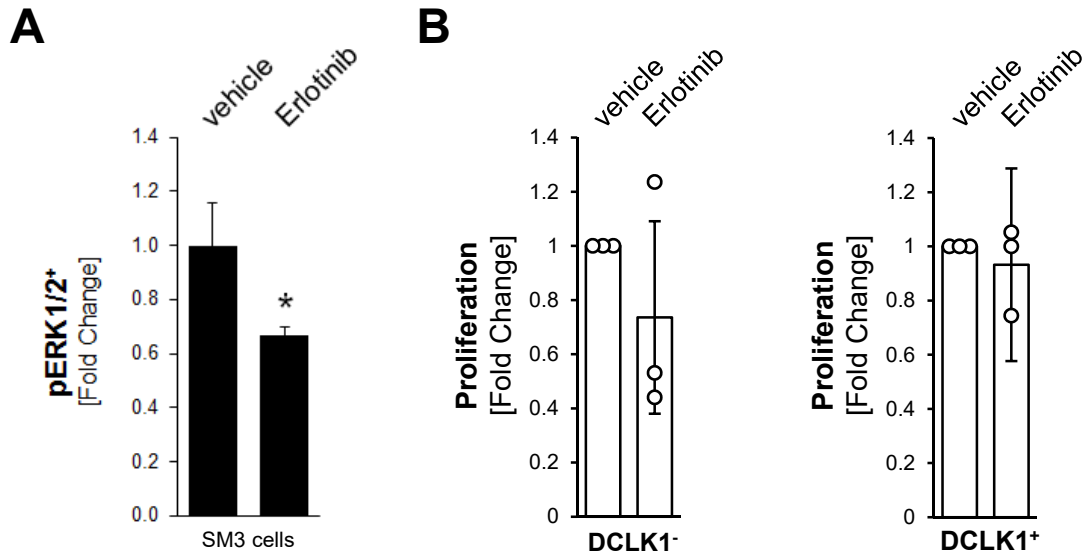 A
vehicle
Erlotinib
1.4
1.2
1.0
0.8
0.6
0.4
0.2
0.0
pERK1/2⁺
[Fold Change]
*
SM3 cells
B
vehicle
Erlotinib
1.4
1.2
1
0.8
0.6
0.4
0.2
0
Proliferation
[Fold Change]
DCLK1⁻
vehicle
Erlotinib
1.4
1.2
1
0.8
0.6
0.4
0.2
0
Proliferation
[Fold Change]
DCLK1⁺